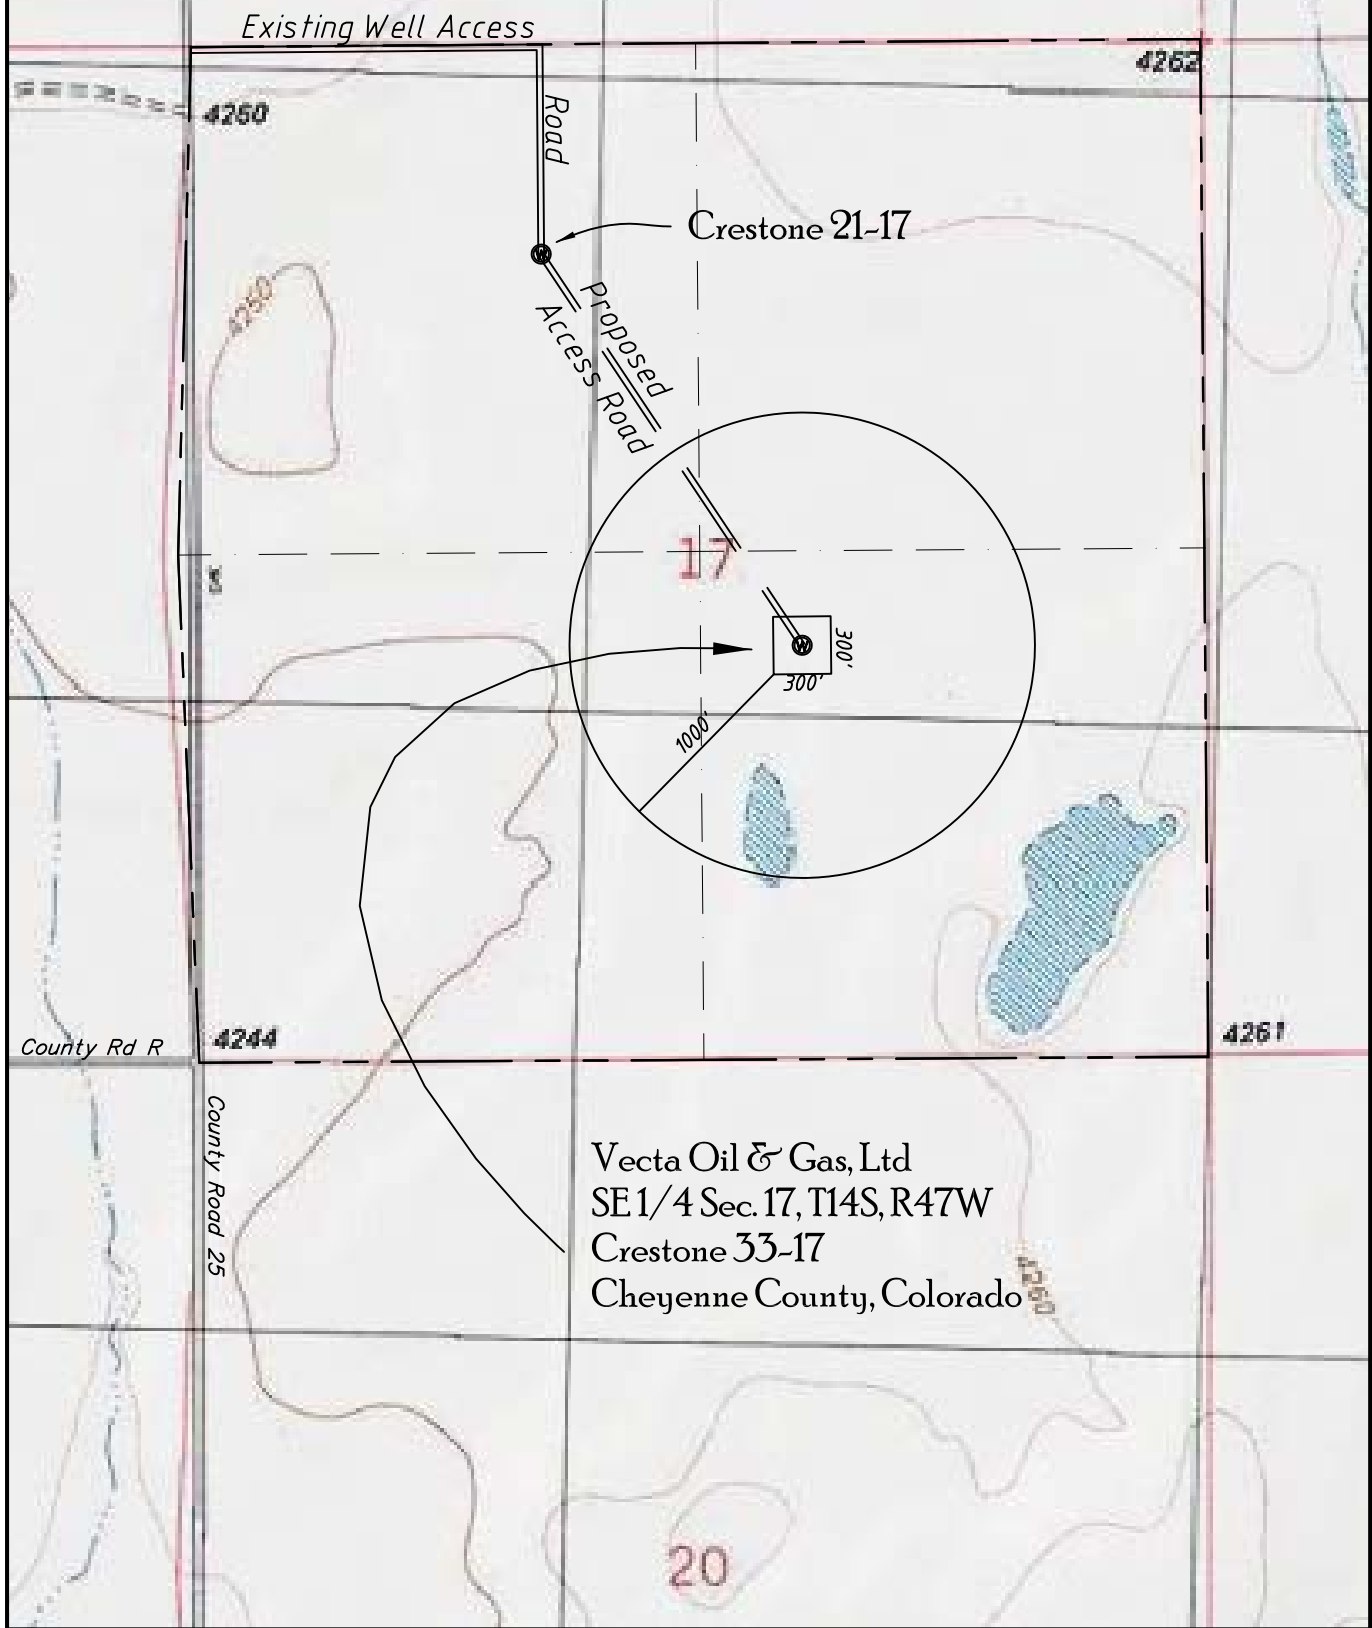 Existing Well Access
Road
4262
4260
Crestone 21-17
4250
Proposed
Access Road
17
300'
300'
1000'
County Rd R
4244
4261
County Road 25
Vecta Oil & Gas, Ltd
SE 1/4 Sec. 17, T14S, R47W
Crestone 33-17
Cheyenne County, Colorado
4260
20